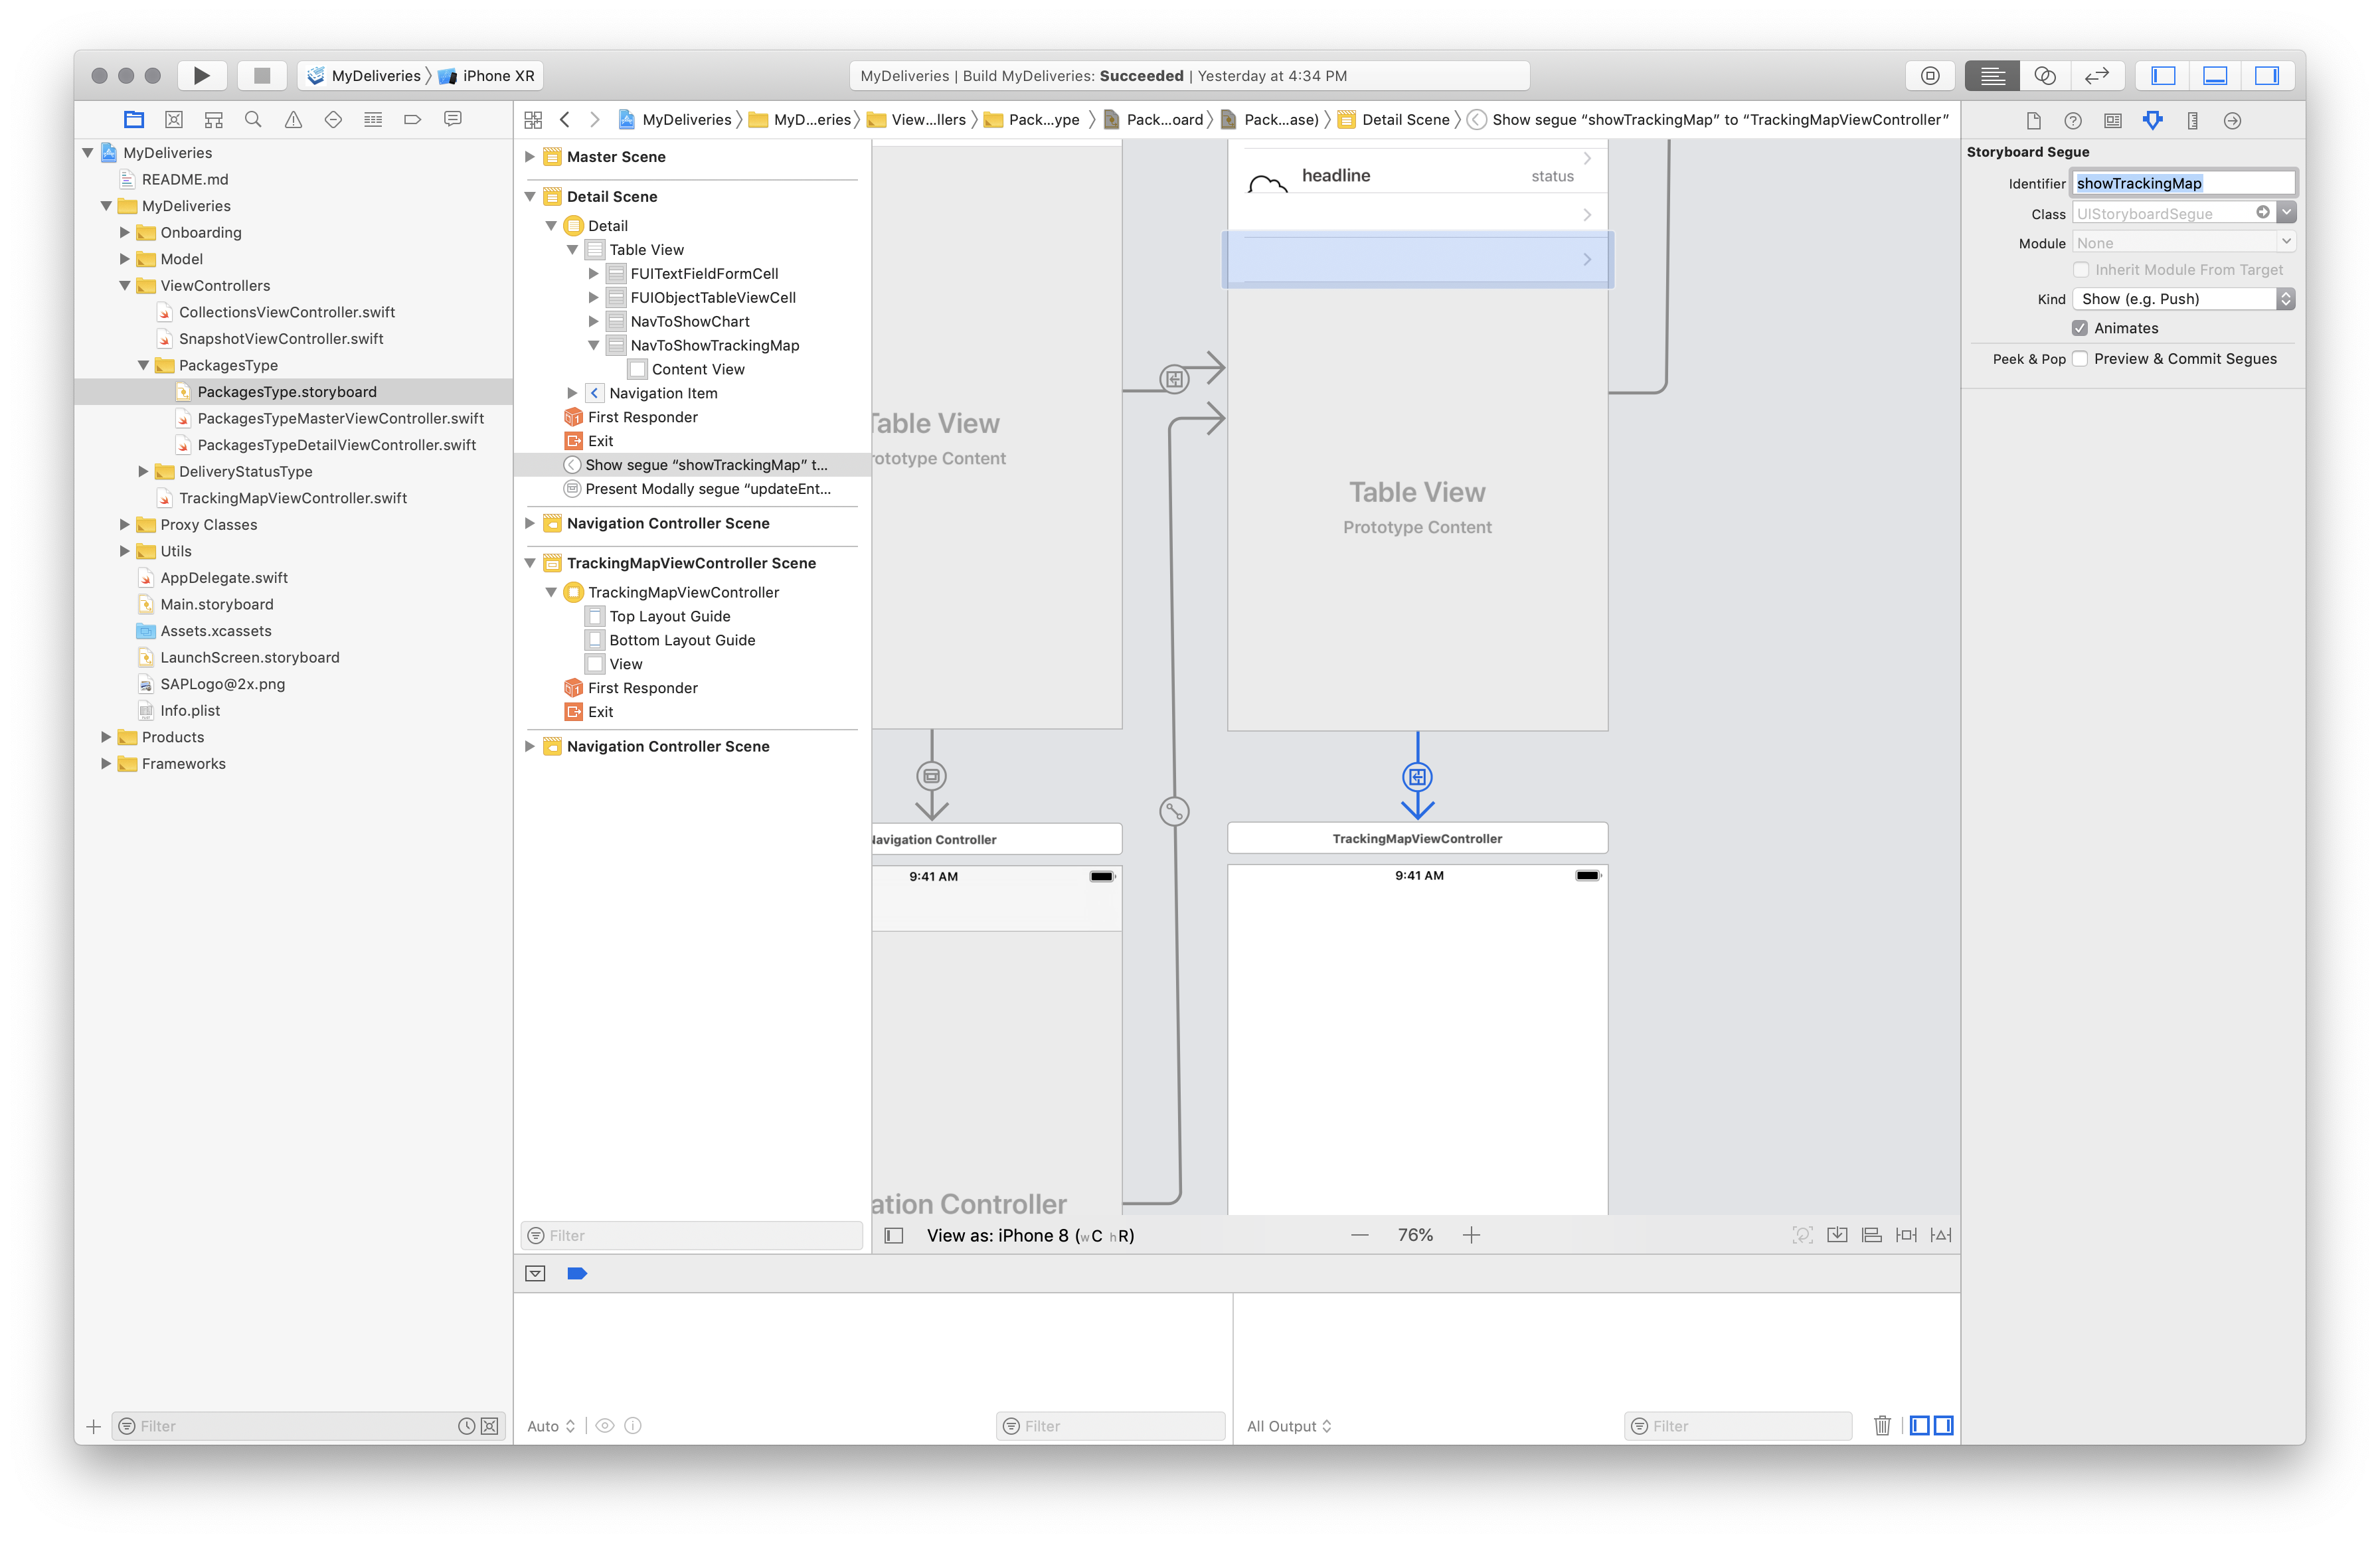 MyDeliveries
iPhone XR
MyDeliveries | Build MyDeliveries: Succeeded | Yesterday at 4:34 PM
MyDeliveries
README.md
MyDeliveries
Onboarding
Model
ViewControllers
CollectionsViewController.swift
SnapshotViewController.swift
PackagesType
PackagesType.storyboard
PackagesTypeMasterViewController.swift
PackagesTypeDetailViewController.swift
DeliveryStatusType
TrackingMapViewController.swift
Proxy Classes
Utils
AppDelegate.swift
Main.storyboard
Assets.xcassets
LaunchScreen.storyboard
SAPLogo@2x.png
Info.plist
Products
Frameworks
Filter
MyDeliveries
MyD...eries
View...llers
Pack...ype
Pack...oard
Pack...ase)
Detail Scene
Show segue “showTrackingMap” to “TrackingMapViewController”
Master Scene
Detail Scene
Detail
Table View
FUITextFieldFormCell
FUIObjectTableViewCell
NavToShowChart
NavToShowTrackingMap
Content View
Navigation Item
First Responder
Exit
Show segue “showTrackingMap” t...
Present Modally segue “updateEnt...
Navigation Controller Scene
TrackingMapViewController Scene
TrackingMapViewController
Top Layout Guide
Bottom Layout Guide
View
First Responder
Exit
Navigation Controller Scene
Filter
headline
status
Table View
rototype Content
Table View
Prototype Content
Navigation Controller
9:41 AM
ation Controller
TrackingMapViewController
9:41 AM
View as: iPhone 8 (wC hR)
76%
Auto
Filter
All Output
Filter
Storyboard Segue
Identifier
showTrackingMap
Class
UIStoryboardSegue
Module
None
Inherit Module From Target
Kind
Show (e.g. Push)
Animates
Peek & Pop
Preview & Commit Segues